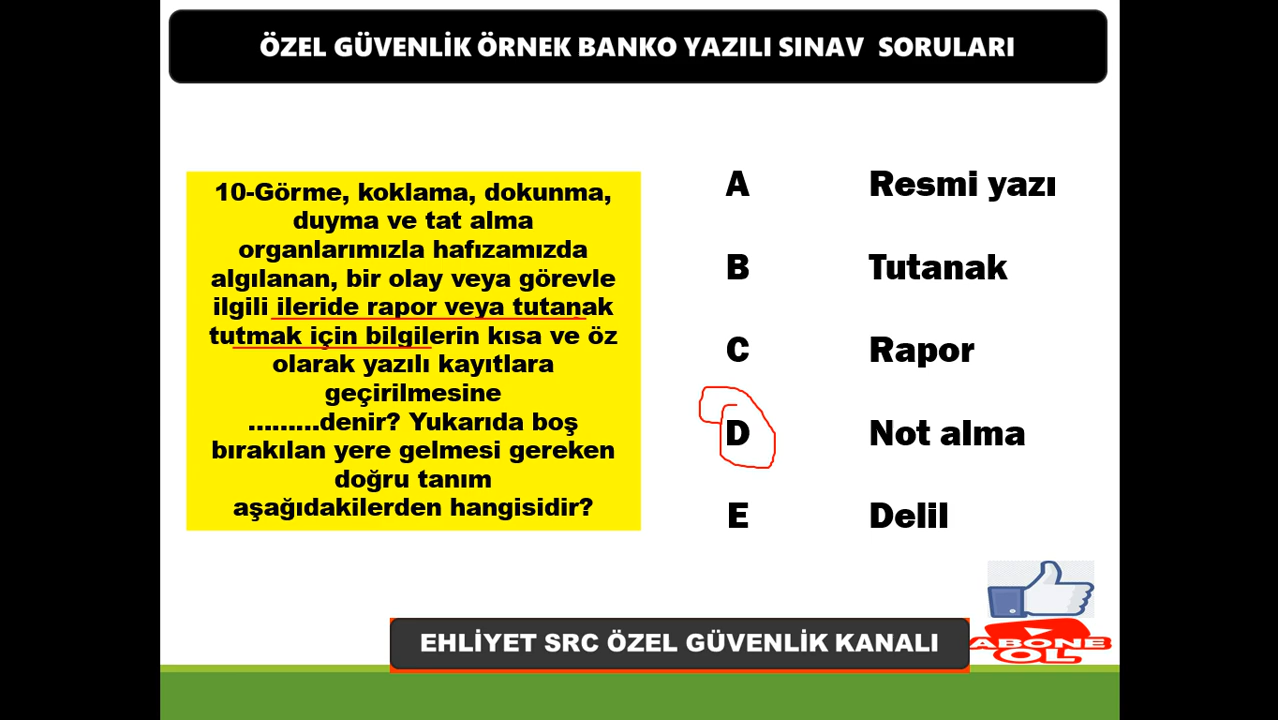 ÖZEL GÜVENLİK ÖRNEK BANKO YAZILI SINAV SORULARI
10-Görme, koklama, dokunma,
duyma ve tat alma
organlarımızla hafızamızda
algılanan, bir olay veya görevle
ilgili ileride rapor veya tutanak
tutmak için bilgilerin kısa ve öz
olarak yazılı kayıtlara
geçirilmesine
.........denir? Yukarıda boş
bırakılan yere gelmesi gereken
doğru tanım
aşağıdakilerden hangisidir?
A Resmi yazı
B Tutanak
C Rapor
D Not alma
E Delil
EHLİYET SRC ÖZEL GÜVENLİK KANALI
ABONE
OL